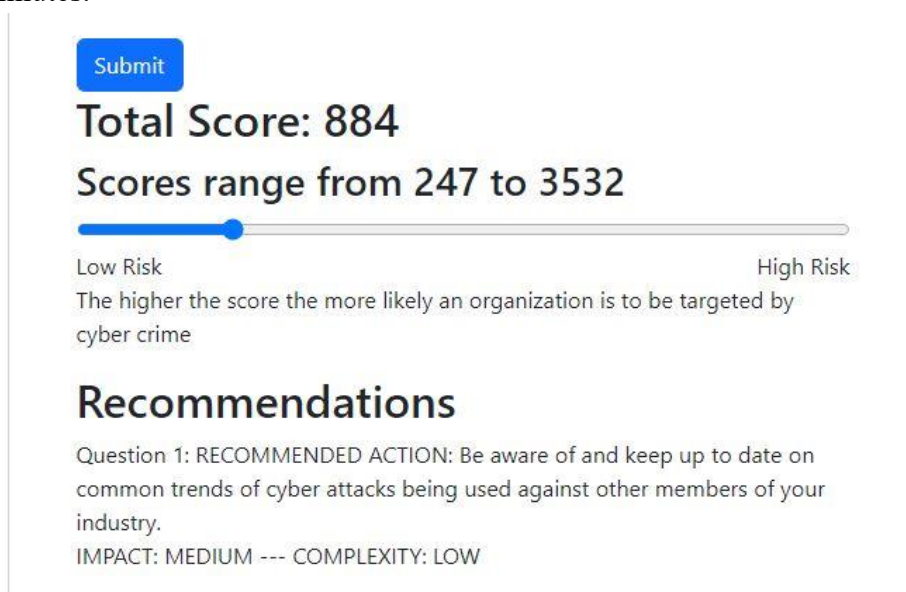 Submit
Total Score: 884
Scores range from 247 to 3532
Low Risk High Risk
The higher the score the more likely an organization is to be targeted by
cyber crime
Recommendations
Question 1: RECOMMENDED ACTION: Be aware of and keep up to date on
common trends of cyber attacks being used against other members of your
industry.
IMPACT: MEDIUM --- COMPLEXITY: LOW